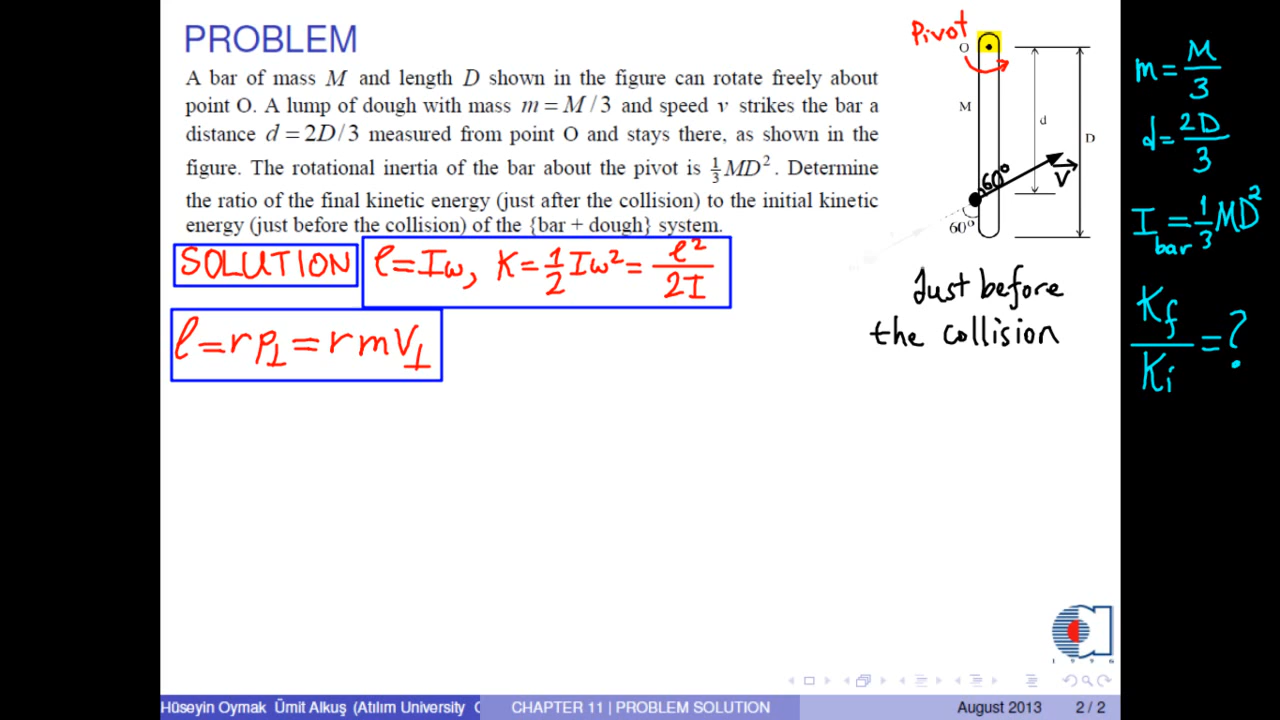 PROBLEM
A bar of mass M and length D shown in the figure can rotate freely about
point O. A lump of dough with mass m = M / 3 and speed v strikes the bar a
distance d = 2D / 3 measured from point O and stays there, as shown in the
figure. The rotational inertia of the bar about the pivot is 1/3 MD². Determine
the ratio of the final kinetic energy (just after the collision) to the initial kinetic
energy (just before the collision) of the {bar + dough} system.
SOLUTION
ℓ = Iω, K = 1/2 Iω² = ℓ²/2I
ℓ = r p⊥ = r m V⊥
Pivot
O
M
d
D
60°
V
60°
Just before
the collision
m = M/3
d = 2D/3
I bar = 1/3 MD²
Kf/Ki = ?
1 9 9 6
Hüseyin Oymak Ümit Alkuş (Atılım University
CHAPTER 11 | PROBLEM SOLUTION
August 2013
2 / 2